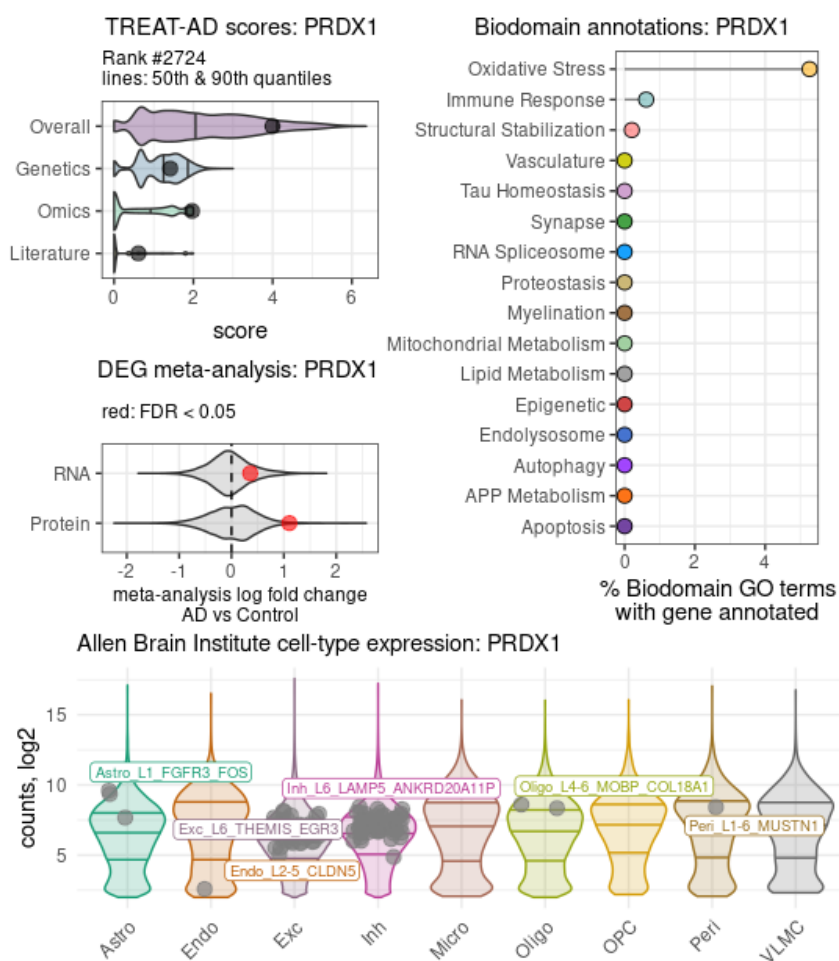 TREAT-AD scores: PRDX1
Rank #2724
lines: 50th & 90th quantiles
Overall
Genetics
Omics
Literature
0 2 4 6
score
DEG meta-analysis: PRDX1
red: FDR < 0.05
RNA
Protein
-2 -1 0 1 2
meta-analysis log fold change
AD vs Control
Biodomain annotations: PRDX1
Oxidative Stress
Immune Response
Structural Stabilization
Vasculature
Tau Homeostasis
Synapse
RNA Spliceosome
Proteostasis
Myelination
Mitochondrial Metabolism
Lipid Metabolism
Epigenetic
Endolysosome
Autophagy
APP Metabolism
Apoptosis
0 2 4
% Biodomain GO terms
with gene annotated
Allen Brain Institute cell-type expression: PRDX1
counts, log2
15
10
5
Astro_L1_FGFR3_FOS
Inh_L6_LAMP5_ANKRD20A11P
Oligo_L4-6_MOBP_COL18A1
Exc_L6_THEMIS_EGR3
Peri_L1-6_MUSTN1
Endo_L2-5_CLDN5
Astro Endo Exc Inh Micro Oligo OPC Peri VLMC